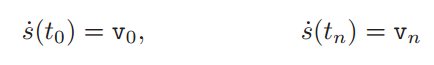 ṡ(t₀) = v₀, ṡ(tₙ) = vₙ